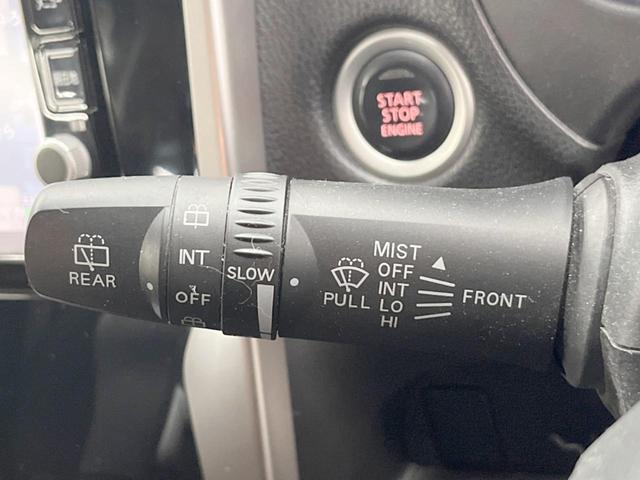 START
STOP
ENGINE
REAR
INT
OFF
SLOW
PULL
MIST
OFF
INT
LO
HI
FRONT